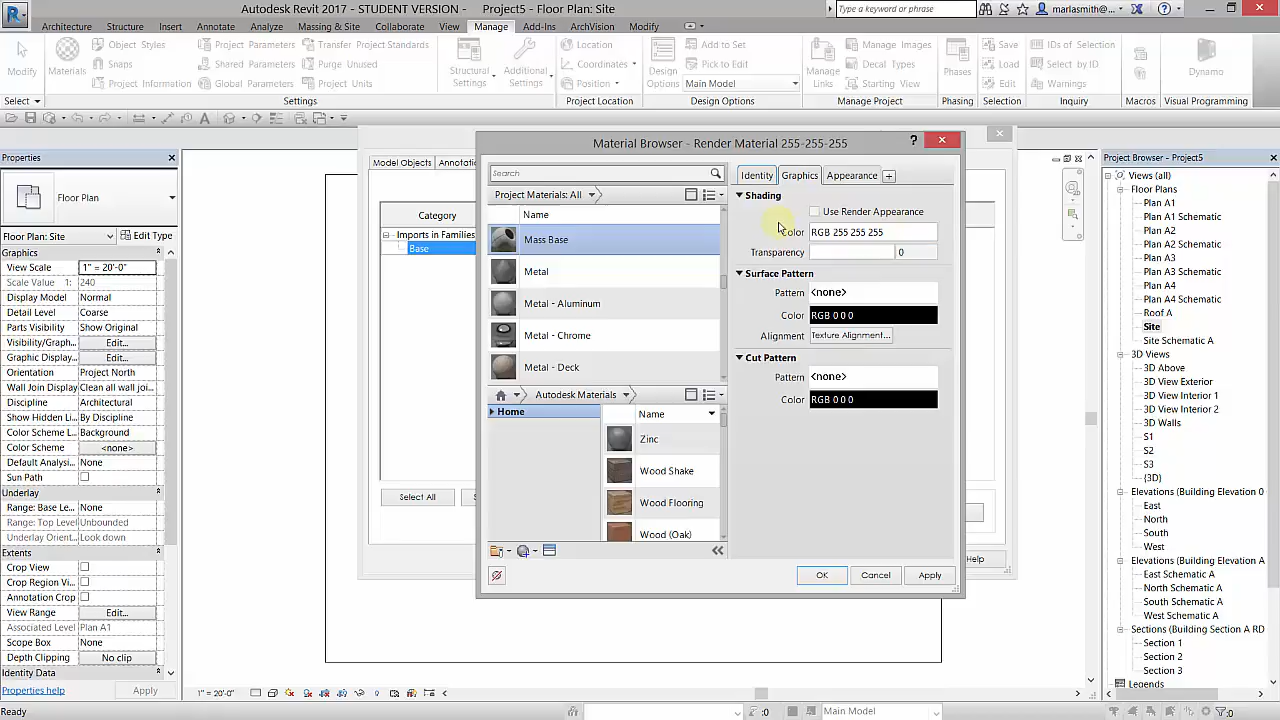 Autodesk Revit 2017 - STUDENT VERSION - Project5 - Floor Plan: Site
Type a keyword or phrase
marlasmith@...
Architecture Structure Insert Annotate Analyze Massing & Site Collaborate View Manage Add-Ins ArchVision Modify
Modify
Materials
Object Styles
Snaps
Project Information
Project Parameters
Shared Parameters
Global Parameters
Transfer Project Standards
Purge Unused
Project Units
Structural Settings
Additional Settings
Location
Coordinates
Position
Design Options
Add to Set
Pick to Edit
Main Model
Manage Links
Manage Images
Decal Types
Starting View
Phases
Save
Load
Edit
IDs of Selection
Select by ID
Warnings
Dynamo
Select
Settings
Project Location
Design Options
Manage Project
Phasing
Selection
Inquiry
Macros
Visual Programming
Properties
Floor Plan
Floor Plan: Site
Edit Type
Graphics
View Scale 1" = 20'-0"
Scale Value 1: 240
Display Model Normal
Detail Level Coarse
Parts Visibility Show Original
Visibility/Graph... Edit...
Graphic Display ... Edit...
Orientation Project North
Wall Join Display Clean all wall joi...
Discipline Architectural
Show Hidden Li... By Discipline
Color Scheme L... Background
Color Scheme <none>
Default Analysi... None
Sun Path
Underlay
Range: Base Le... None
Range: Top Level Unbounded
Underlay Orien... Look down
Extents
Crop View
Crop Region Vi...
Annotation Crop
View Range Edit...
Associated Level Plan A1
Scope Box None
Depth Clipping No clip
Identity Data
Properties help
Apply
Model Objects
Annotatio
Category
Imports in Families
Base
Select All
S
Help
Material Browser - Render Material 255-255-255
Search
Project Materials: All
Name
Mass Base
Metal
Metal - Aluminum
Metal - Chrome
Metal - Deck
Autodesk Materials
Home
Name
Zinc
Wood Shake
Wood Flooring
Wood (Oak)
Identity Graphics Appearance
Shading
Use Render Appearance
Color RGB 255 255 255
Transparency 0
Surface Pattern
Pattern <none>
Color RGB 0 0 0
Alignment Texture Alignment...
Cut Pattern
Pattern <none>
Color RGB 0 0 0
OK
Cancel
Apply
Project Browser - Project5
Views (all)
Floor Plans
Plan A1
Plan A1 Schematic
Plan A2
Plan A2 Schematic
Plan A3
Plan A3 Schematic
Plan A4
Plan A4 Schematic
Roof A
Site
Site Schematic A
3D Views
3D Above
3D View Exterior
3D View Interior 1
3D View Interior 2
3D Walls
S1
S2
S3
{3D}
Elevations (Building Elevation 0
East
North
South
West
Elevations (Building Elevation A
East Schematic A
North Schematic A
South Schematic A
West Schematic A
Sections (Building Section A RD
Section 1
Section 2
Section 3
Legends
1" = 20'-0"
Ready
:0
Main Model
:0